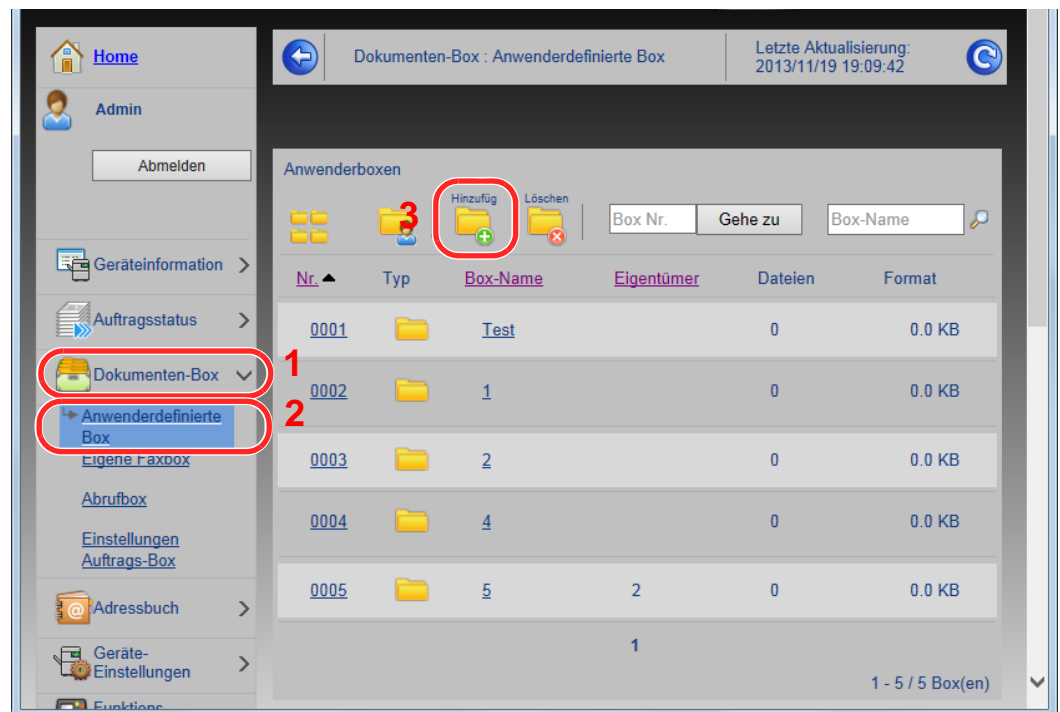 Home
Admin
Abmelden
Geräteinformation
Auftragsstatus
Dokumenten-Box
1
Anwenderdefinierte
Box
2
Eigene Faxbox
Abrufbox
Einstellungen
Auftrags-Box
Adressbuch
Geräte-
Einstellungen
Funktions
Dokumenten-Box : Anwenderdefinierte Box
Letzte Aktualisierung:
2013/11/19 19:09:42
Anwenderboxen
3
Hinzufüg
Löschen
Box Nr.
Gehe zu
Box-Name
Nr. Typ Box-Name Eigentümer Dateien Format
0001 Test 0 0.0 KB
0002 1 0 0.0 KB
0003 2 0 0.0 KB
0004 4 0 0.0 KB
0005 5 2 0 0.0 KB
1
1 - 5 / 5 Box(en)